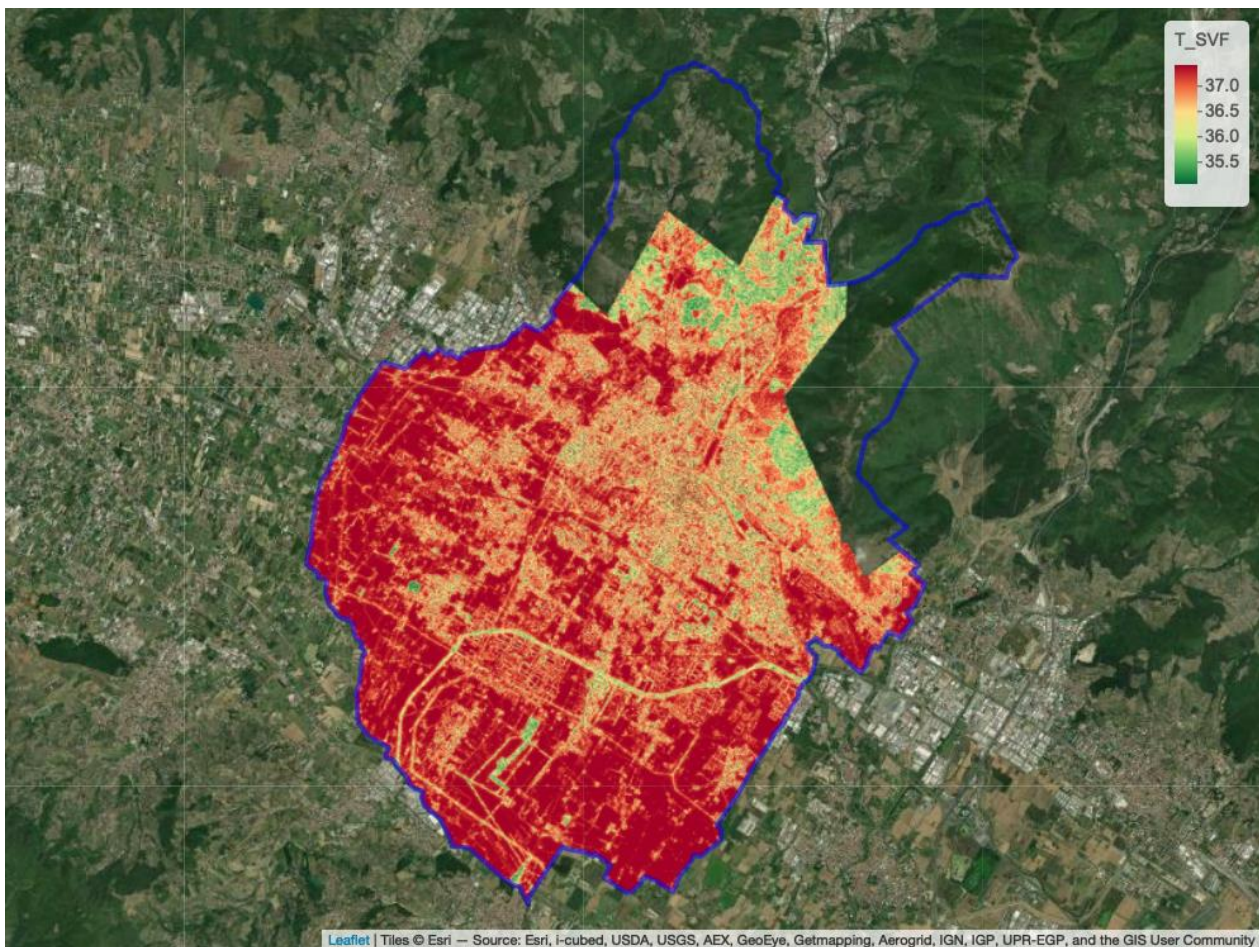 T_SVF
37.0
36.5
36.0
35.5
Leaflet | Tiles © Esri — Source: Esri, i-cubed, USDA, USGS, AEX, GeoEye, Getmapping, Aerogrid, IGN, IGP, UPR-EGP, and the GIS User Community